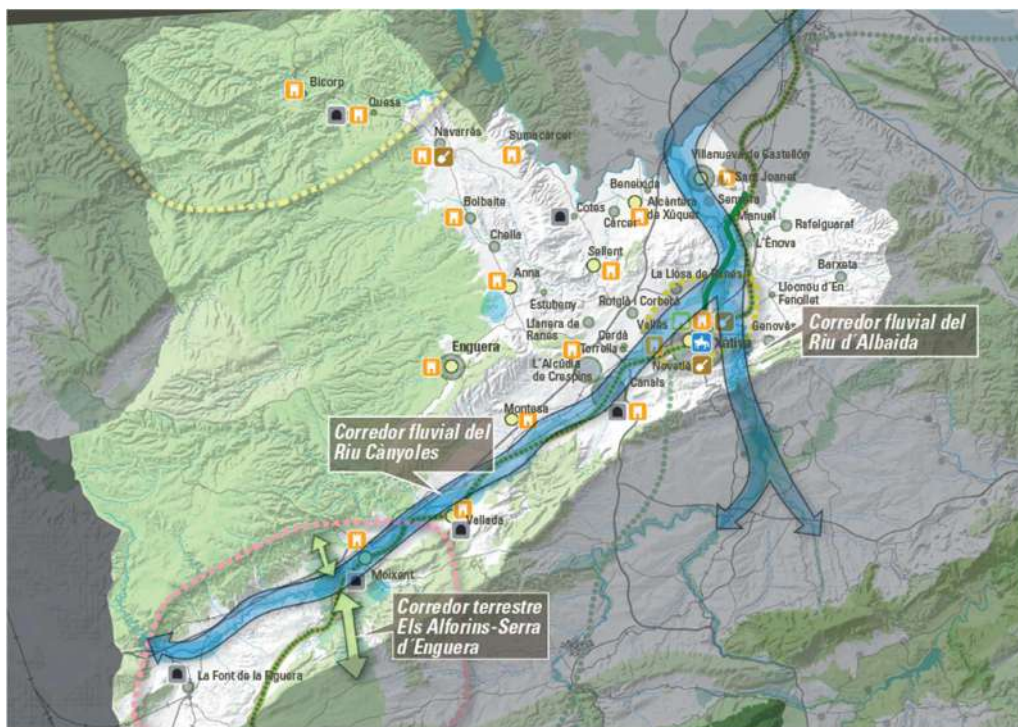 Bicorp
Quesa
Navarrés
Sumacàrcer
Villanueva de Castellón
Sant Joanet
Beneixida
Senyera
Bolbaite
Cotes
Càrcer
Alcàntera
de Xúquer
Manuel
Rafelguaraf
Chella
L'Ènova
Sellent
Barxeta
Anna
La Llosa de Ranes
Llocnou d'En
Fenollet
Estubeny
Rotglà i Corberà
Llanera de
Ranes
Vallés
Genovés
Corredor fluvial del
Riu d'Albaida
Cerdà
Xàtiva
Enguera
Torrella
L'Alcúdia
de Crespins
Novetlè
Canals
Montesa
Corredor fluvial del
Riu Cànyoles
Vallada
Moixent
Corredor terrestre
Els Alforins-Serra
d'Enguera
La Font de la Figuera